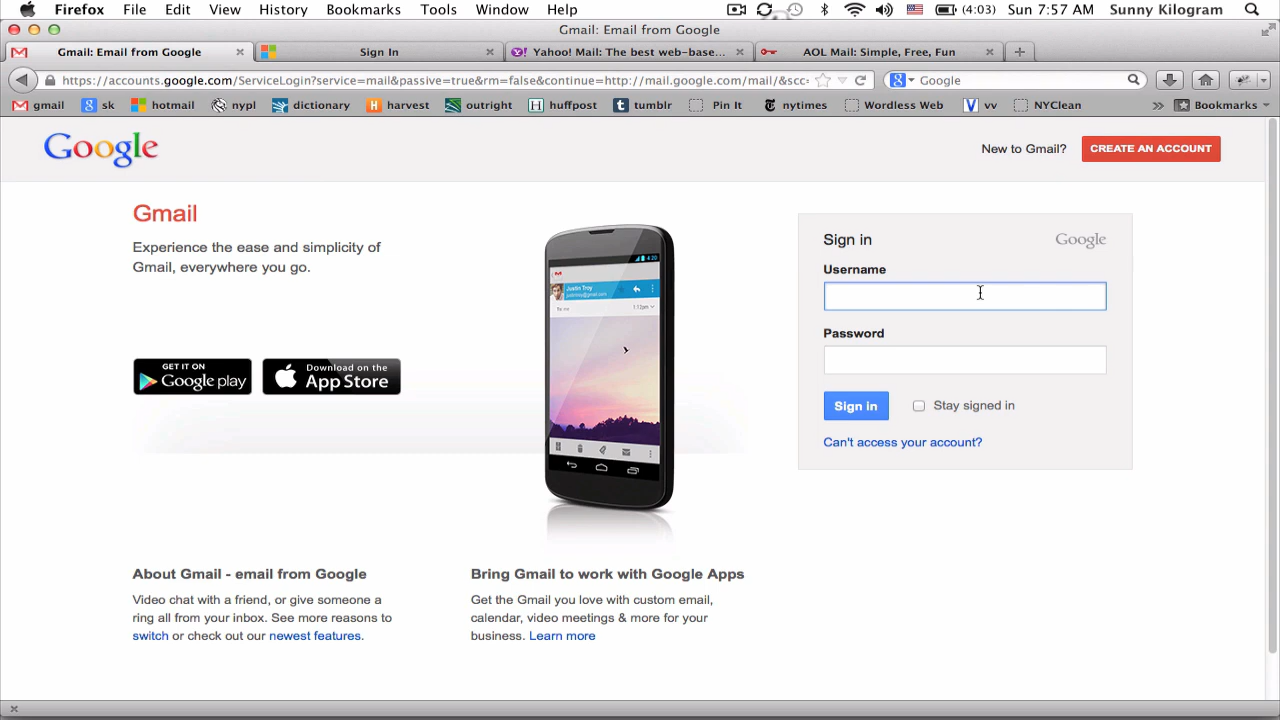 Firefox File Edit View History Bookmarks Tools Window Help (4:03) Sun 7:57 AM Sunny Kilogram
Gmail: Email from Google
Gmail: Email from Google Sign In Yahoo! Mail: The best web-base... AOL Mail: Simple, Free, Fun
https://accounts.google.com/ServiceLogin?service=mail&passive=true&rm=false&continue=http://mail.google.com/mail/&scc= Google
gmail sk hotmail nypl dictionary harvest outright huffpost tumblr Pin It nytimes Wordless Web vv NYClean Bookmarks
Google New to Gmail? CREATE AN ACCOUNT
Gmail
Experience the ease and simplicity of
Gmail, everywhere you go.
GET IT ON
Google play
Download on the
App Store
4:20
Justin Troy
1:12pm
Sign in Google
Username
Password
Sign in Stay signed in
Can't access your account?
About Gmail - email from Google
Video chat with a friend, or give someone a
ring all from your inbox. See more reasons to
switch or check out our newest features.
Bring Gmail to work with Google Apps
Get the Gmail you love with custom email,
calendar, video meetings & more for your
business. Learn more